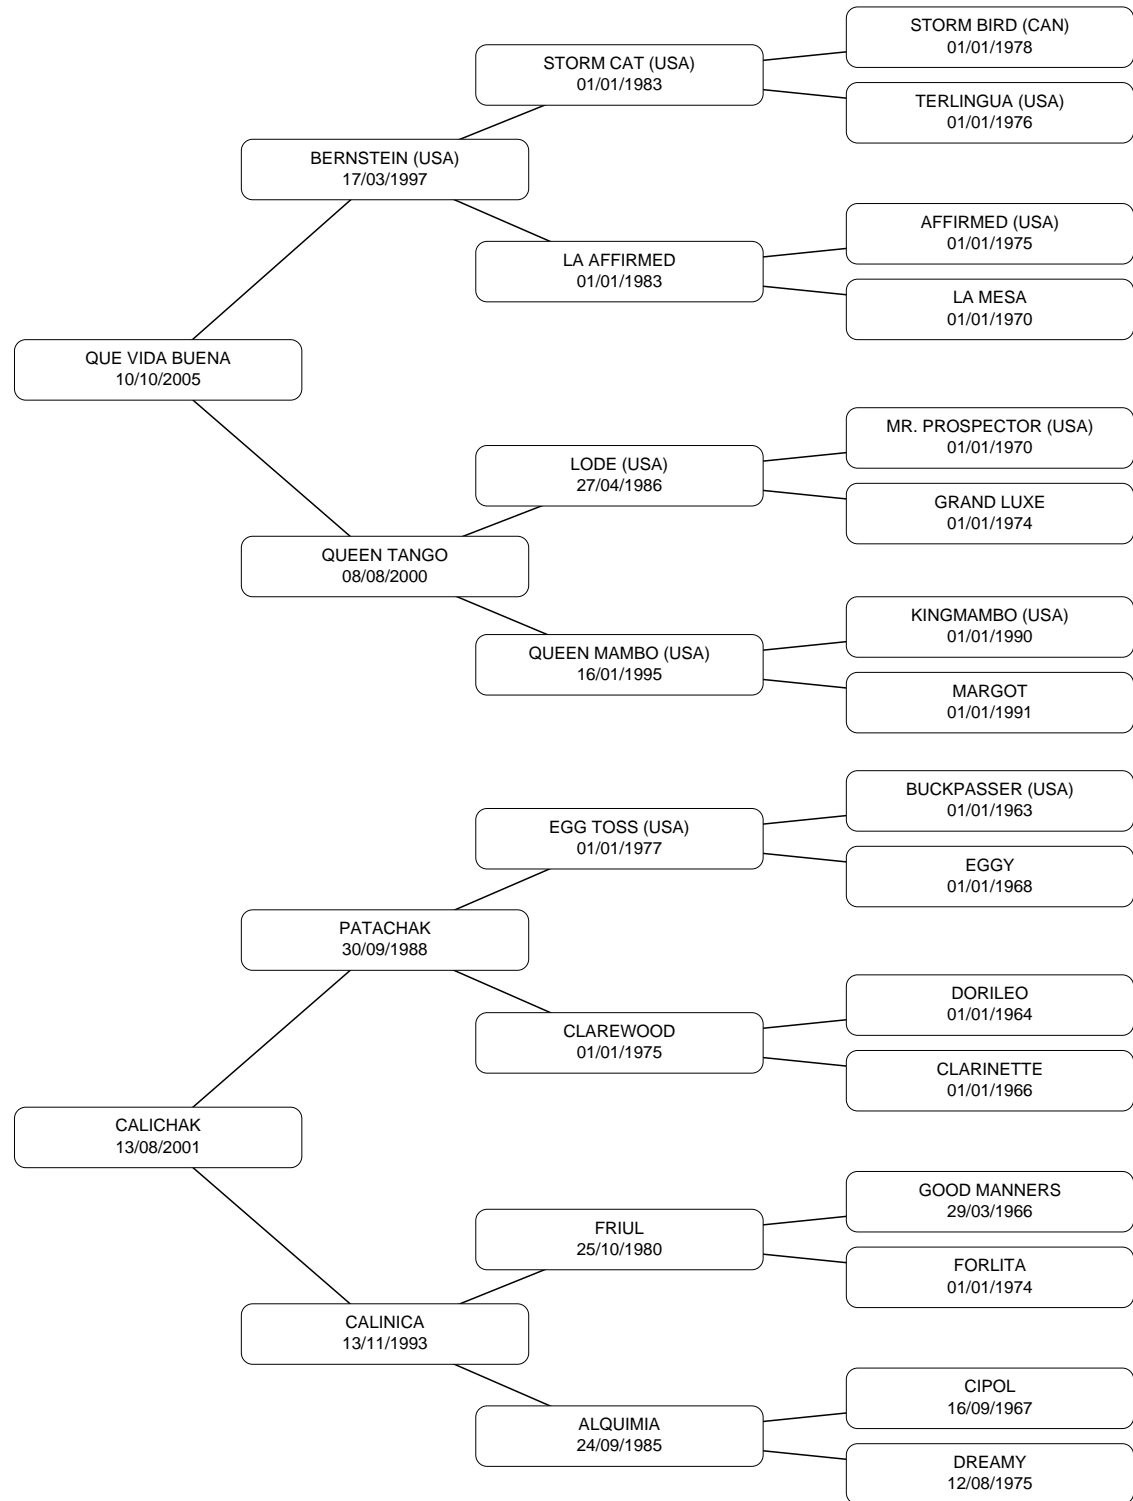 STORM BIRD (CAN)
01/01/1978
STORM CAT (USA)
01/01/1983
TERLINGUA (USA)
01/01/1976
BERNSTEIN (USA)
17/03/1997
AFFIRMED (USA)
01/01/1975
LA AFFIRMED
01/01/1983
LA MESA
01/01/1970
QUE VIDA BUENA
10/10/2005
MR. PROSPECTOR (USA)
01/01/1970
LODE (USA)
27/04/1986
GRAND LUXE
01/01/1974
QUEEN TANGO
08/08/2000
KINGMAMBO (USA)
01/01/1990
QUEEN MAMBO (USA)
16/01/1995
MARGOT
01/01/1991
BUCKPASSER (USA)
01/01/1963
EGG TOSS (USA)
01/01/1977
EGGY
01/01/1968
PATACHAK
30/09/1988
DORILEO
01/01/1964
CLAREWOOD
01/01/1975
CLARINETTE
01/01/1966
CALICHAK
13/08/2001
GOOD MANNERS
29/03/1966
FRIUL
25/10/1980
FORLITA
01/01/1974
CALINICA
13/11/1993
CIPOL
16/09/1967
ALQUIMIA
24/09/1985
DREAMY
12/08/1975